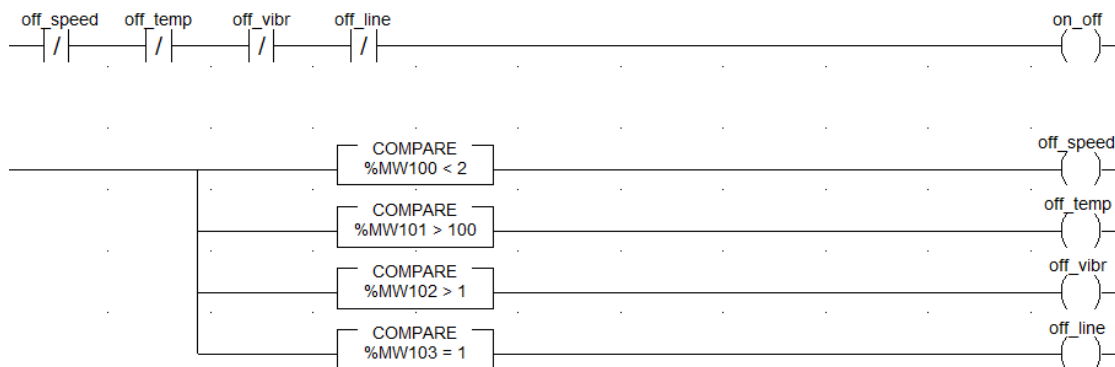 off_speed off_temp off_vibr off_line on_off
/ / / /
COMPARE off_speed
%MW100 < 2
COMPARE off_temp
%MW101 > 100
COMPARE off_vibr
%MW102 > 1
COMPARE off_line
%MW103 = 1